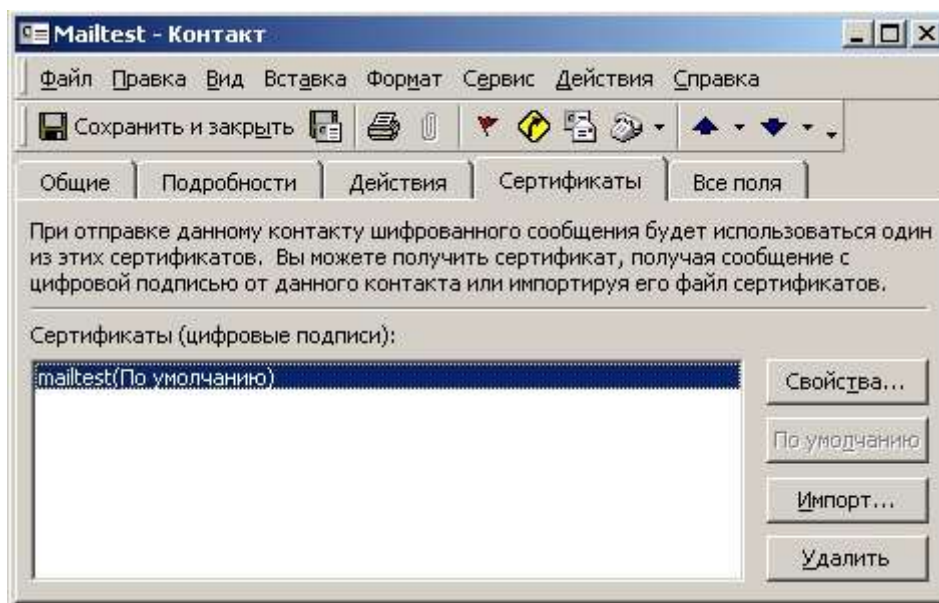 Mailtest - Контакт
Файл Правка Вид Вставка Формат Сервис Действия Справка
Сохранить и закрыть
Общие Подробности Действия Сертификаты Все поля
При отправке данному контакту шифрованного сообщения будет использоваться один
из этих сертификатов. Вы можете получить сертификат, получая сообщение с
цифровой подписью от данного контакта или импортируя его файл сертификатов.
Сертификаты (цифровые подписи):
mailtest(По умолчанию)
Свойства...
По умолчанию
Импорт...
Удалить